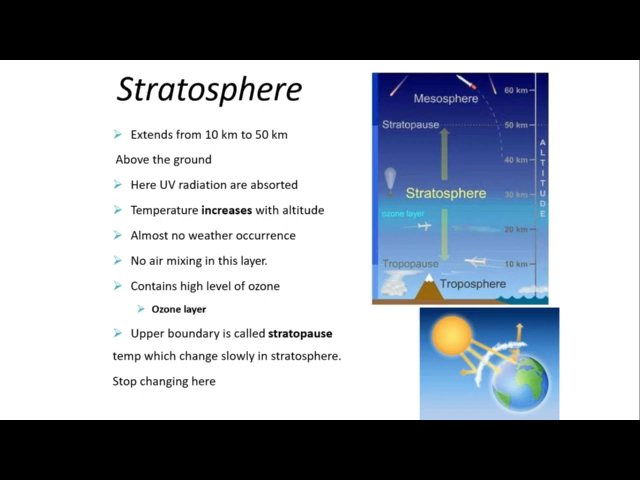 Stratosphere
Extends from 10 km to 50 km
Above the ground
Here UV radiation are absorted
Temperature increases with altitude
Almost no weather occurrence
No air mixing in this layer.
Contains high level of ozone
Ozone layer
Upper boundary is called stratopause
temp which change slowly in stratosphere.
Stop changing here
60 km
Mesosphere
Stratopause
50 km
40 km
ALTITUDE
Stratosphere
30 km
ozone layer
20 km
Tropopause
10 km
Troposphere